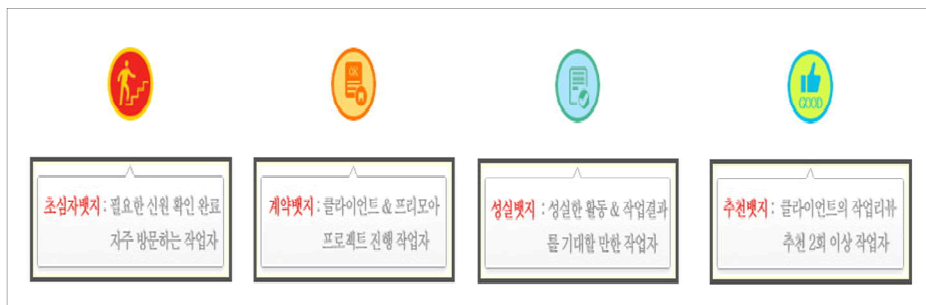 OK
GOOD
초심자뱃지 : 필요한 신원 확인 완료
자주 방문하는 작업자
계약뱃지 : 클라이언트 & 프리모아
프로젝트 진행 작업자
성실뱃지 : 성실한 활동 & 작업결과
를 기대할 만한 작업자
추천뱃지 : 클라이언트의 작업리뷰
추천 2회 이상 작업자